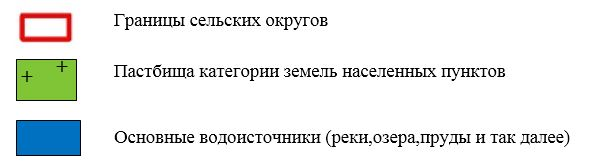 Границы сельских округов
Пастбища категории земель населенных пунктов
Основные водоисточники (реки,озера,пруды и так далее)